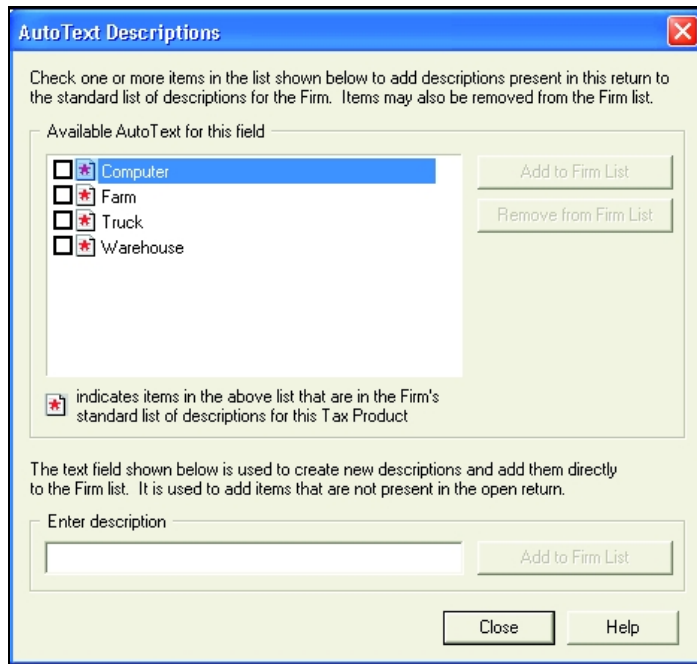 AutoText Descriptions
Check one or more items in the list shown below to add descriptions present in this return to
the standard list of descriptions for the Firm. Items may also be removed from the Firm list.
Available AutoText for this field
Computer
Farm
Truck
Warehouse
Add to Firm List
Remove from Firm List
indicates items in the above list that are in the Firm's
standard list of descriptions for this Tax Product
The text field shown below is used to create new descriptions and add them directly
to the Firm list. It is used to add items that are not present in the open return.
Enter description
Add to Firm List
Close
Help